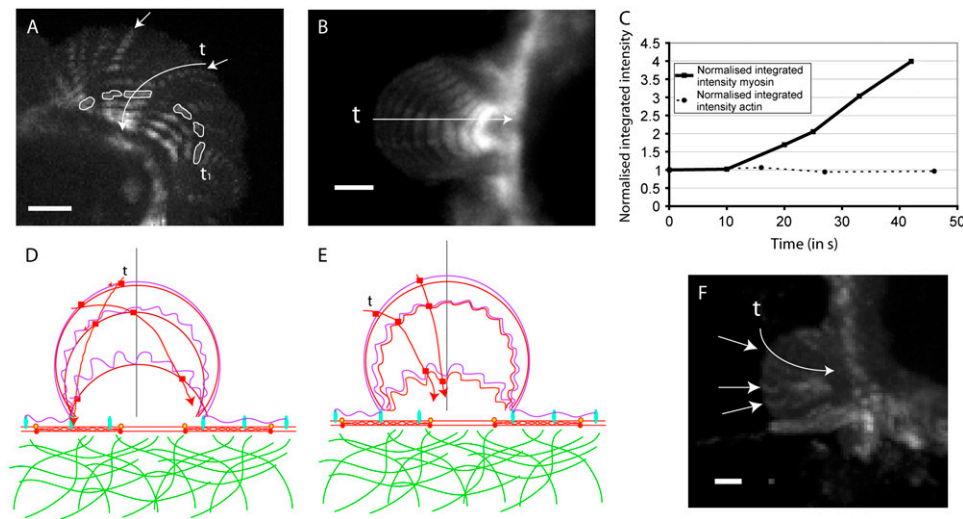 A
t
t1
B
t
C
Normalised integrated intensity
4.5
4
3.5
3
2.5
2
1.5
1
0.5
0
Normalised integrated
intensity myosin
Normalised integrated
intensity actin
0
10
20
30
40
50
Time (in s)
D
t
E
t
F
t